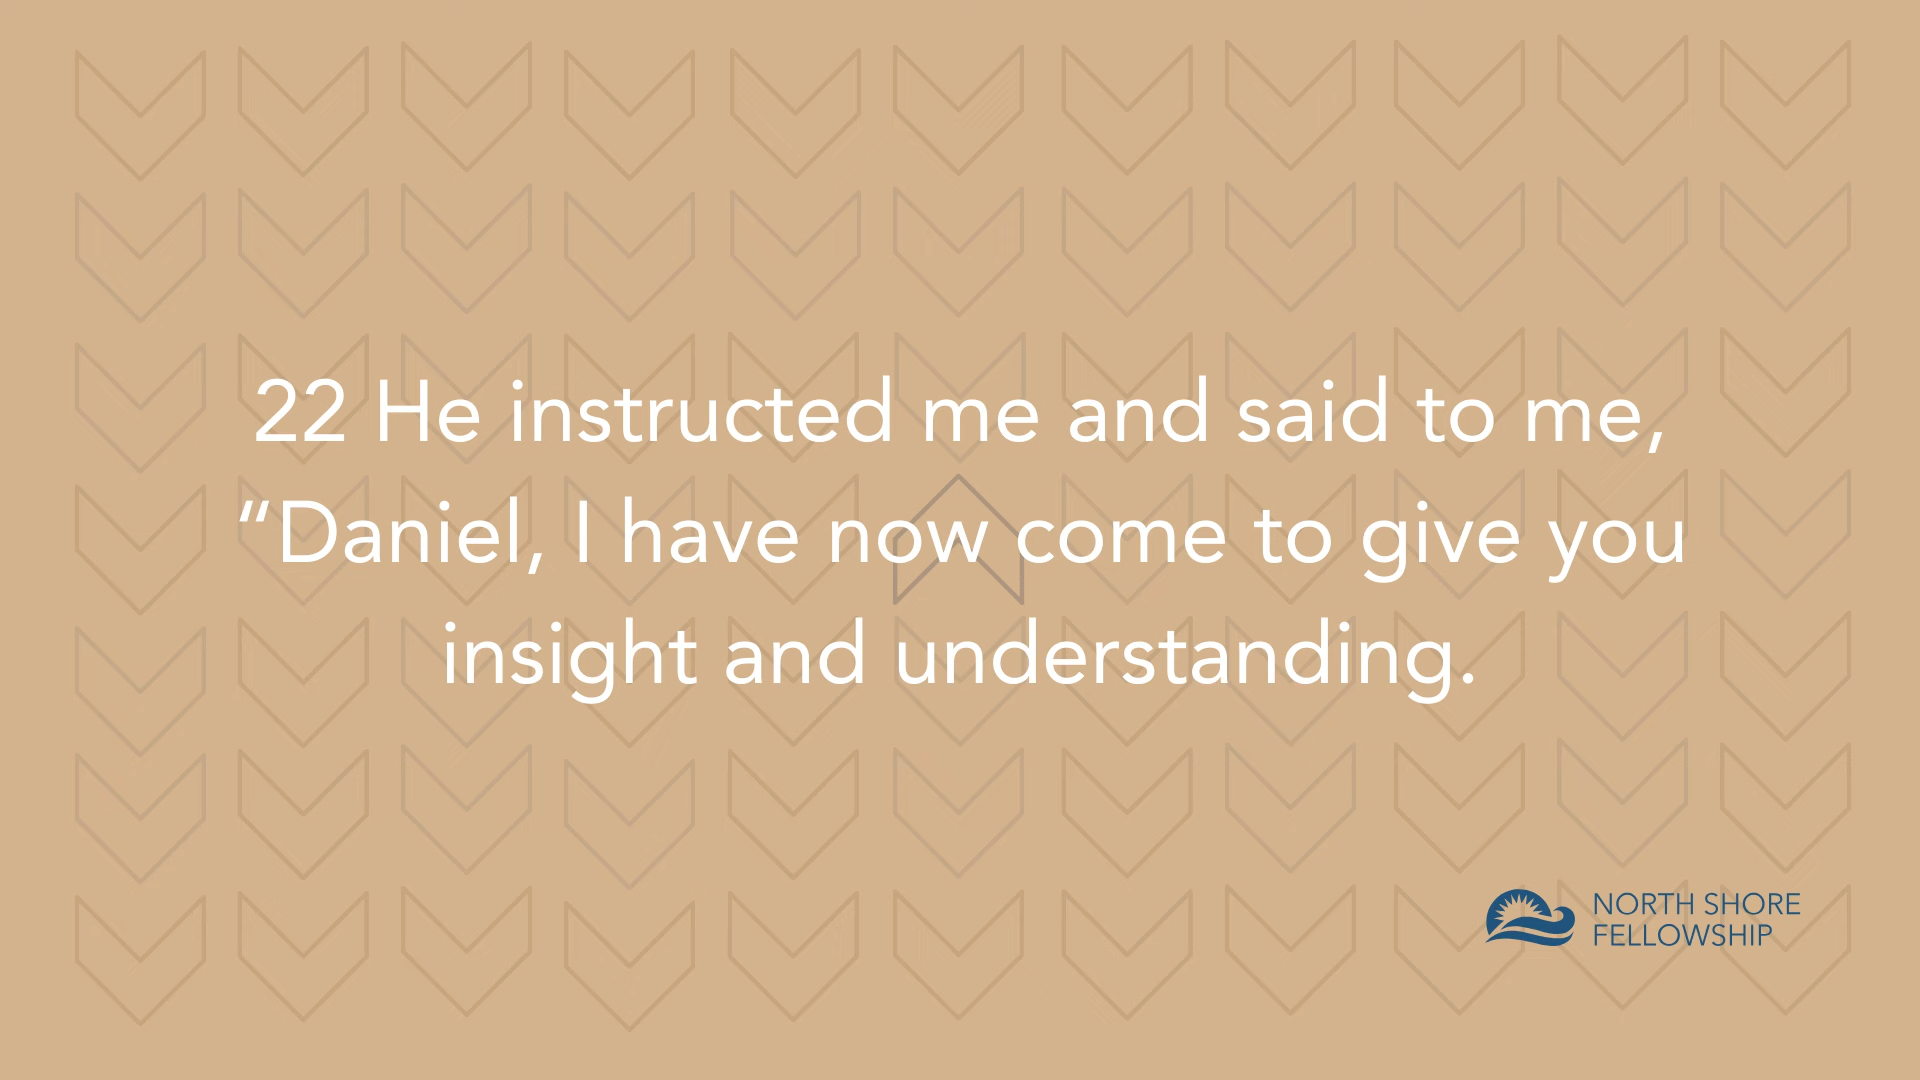 22 He instructed me and said to me,
“Daniel, I have now come to give you
insight and understanding.
NORTH SHORE
FELLOWSHIP